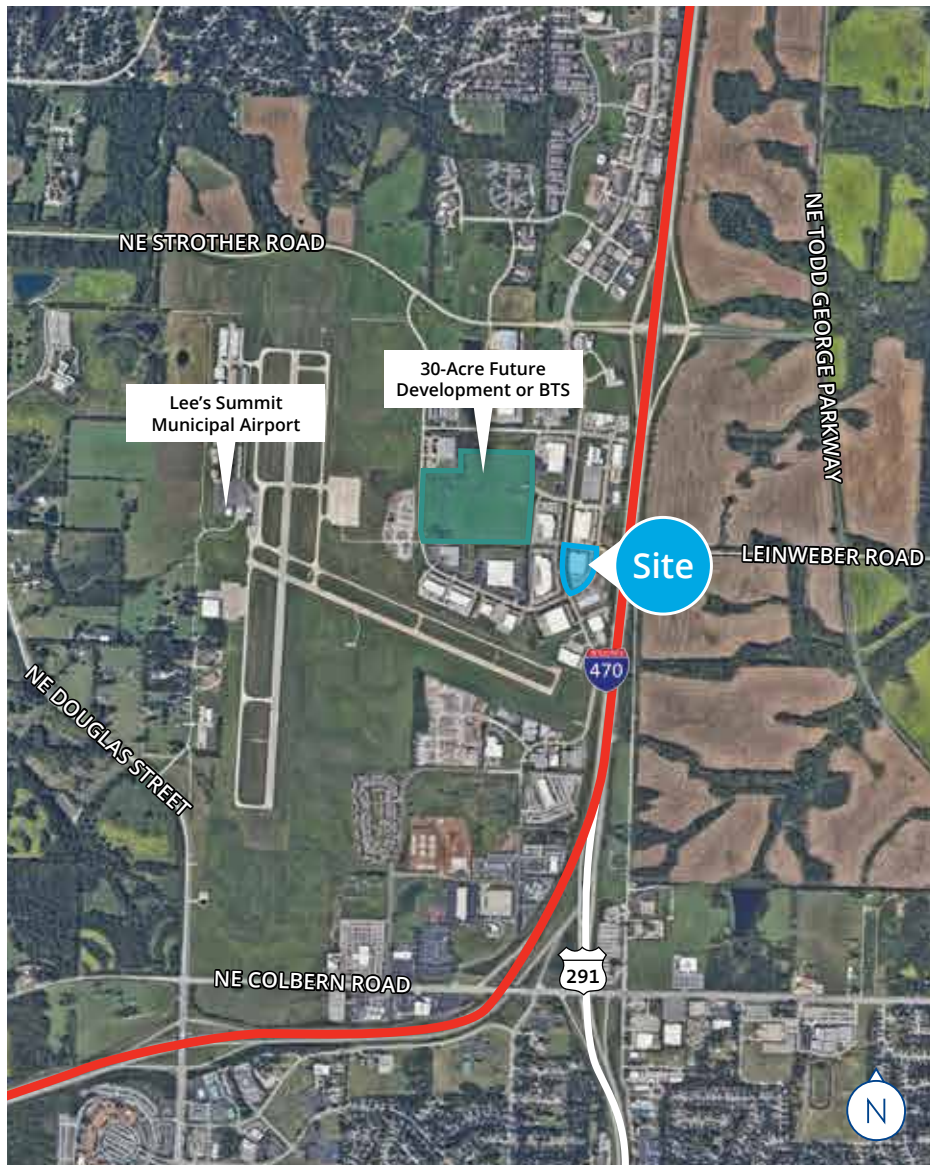 NE STROTHER ROAD
NE TODD GEORGE PARKWAY
30-Acre Future
Development or BTS
Lee's Summit
Municipal Airport
Site
LEINWEBER ROAD
470
NE DOUGLAS STREET
NE COLBERN ROAD
291
N